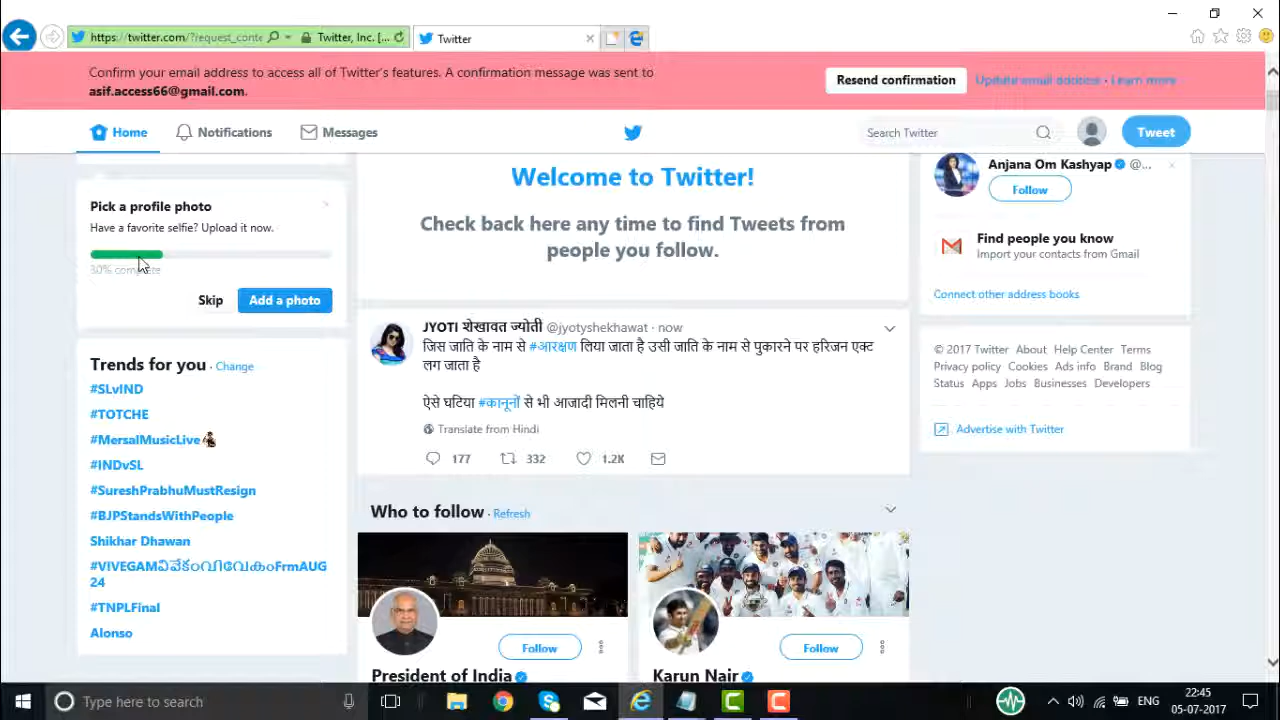 https://twitter.com/?request_conte
Twitter, Inc. [...
Twitter
Confirm your email address to access all of Twitter's features. A confirmation message was sent to
asif.access66@gmail.com.
Resend confirmation
Update email address · Learn more
Home
Notifications
Messages
Search Twitter
Tweet
Pick a profile photo
Have a favorite selfie? Upload it now.
30% complete
Skip
Add a photo
Trends for you · Change
#SLvIND
#TOTCHE
#MersalMusicLive
#INDvSL
#SureshPrabhuMustResign
#BJPStandsWithPeople
Shikhar Dhawan
24
#TNPLFinal
Alonso
Welcome to Twitter!
Check back here any time to find Tweets from
people you follow.
JYOTI शेखावत ज्योती @jyotyshekhawat · now
जिस जाति के नाम से #आरक्षण लिया जाता है उसी जाति के नाम से पुकारने पर हरिजन एक्ट
लग जाता है
ऐसे घटिया #कानूनों से भी आजादी मिलनी चाहिये
Translate from Hindi
177
332
1.2K
Who to follow · Refresh
Follow
President of India
Follow
Karun Nair
Anjana Om Kashyap @...
Follow
Find people you know
Import your contacts from Gmail
Connect other address books
© 2017 Twitter About Help Center Terms
Privacy policy Cookies Ads info Brand Blog
Status Apps Jobs Businesses Developers
Advertise with Twitter
Type here to search
ENG
22:45
05-07-2017